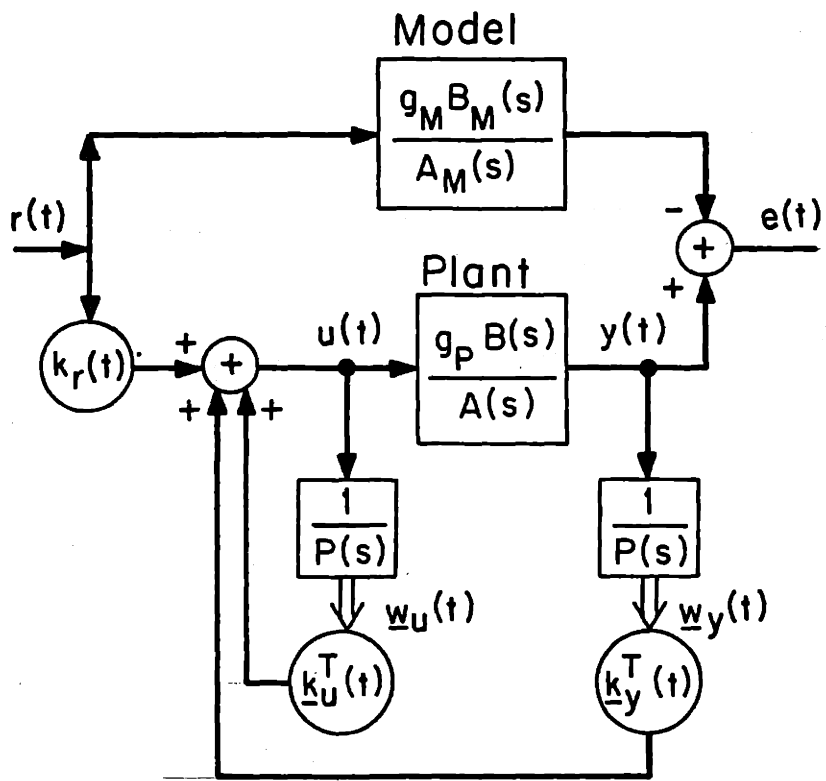 Model
g_M B_M(s)
A_M(s)
r(t)
-
+
e(t)
+
Plant
k_r(t)
+
+
u(t)
g_P B(s)
A(s)
y(t)
+
+
1
P(s)
1
P(s)
w_u(t)
w_y(t)
k_u^T(t)
k_y^T(t)